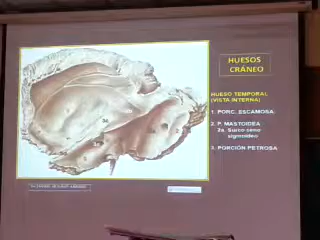 HUESOS
CRÁNEO
HUESO TEMPORAL
(VISTA INTERNA)
1. PORC. ESCAMOSA
2. P. MASTOIDEA
2a. Surco seno
sigmoideo
3. PORCIÓN PETROSA